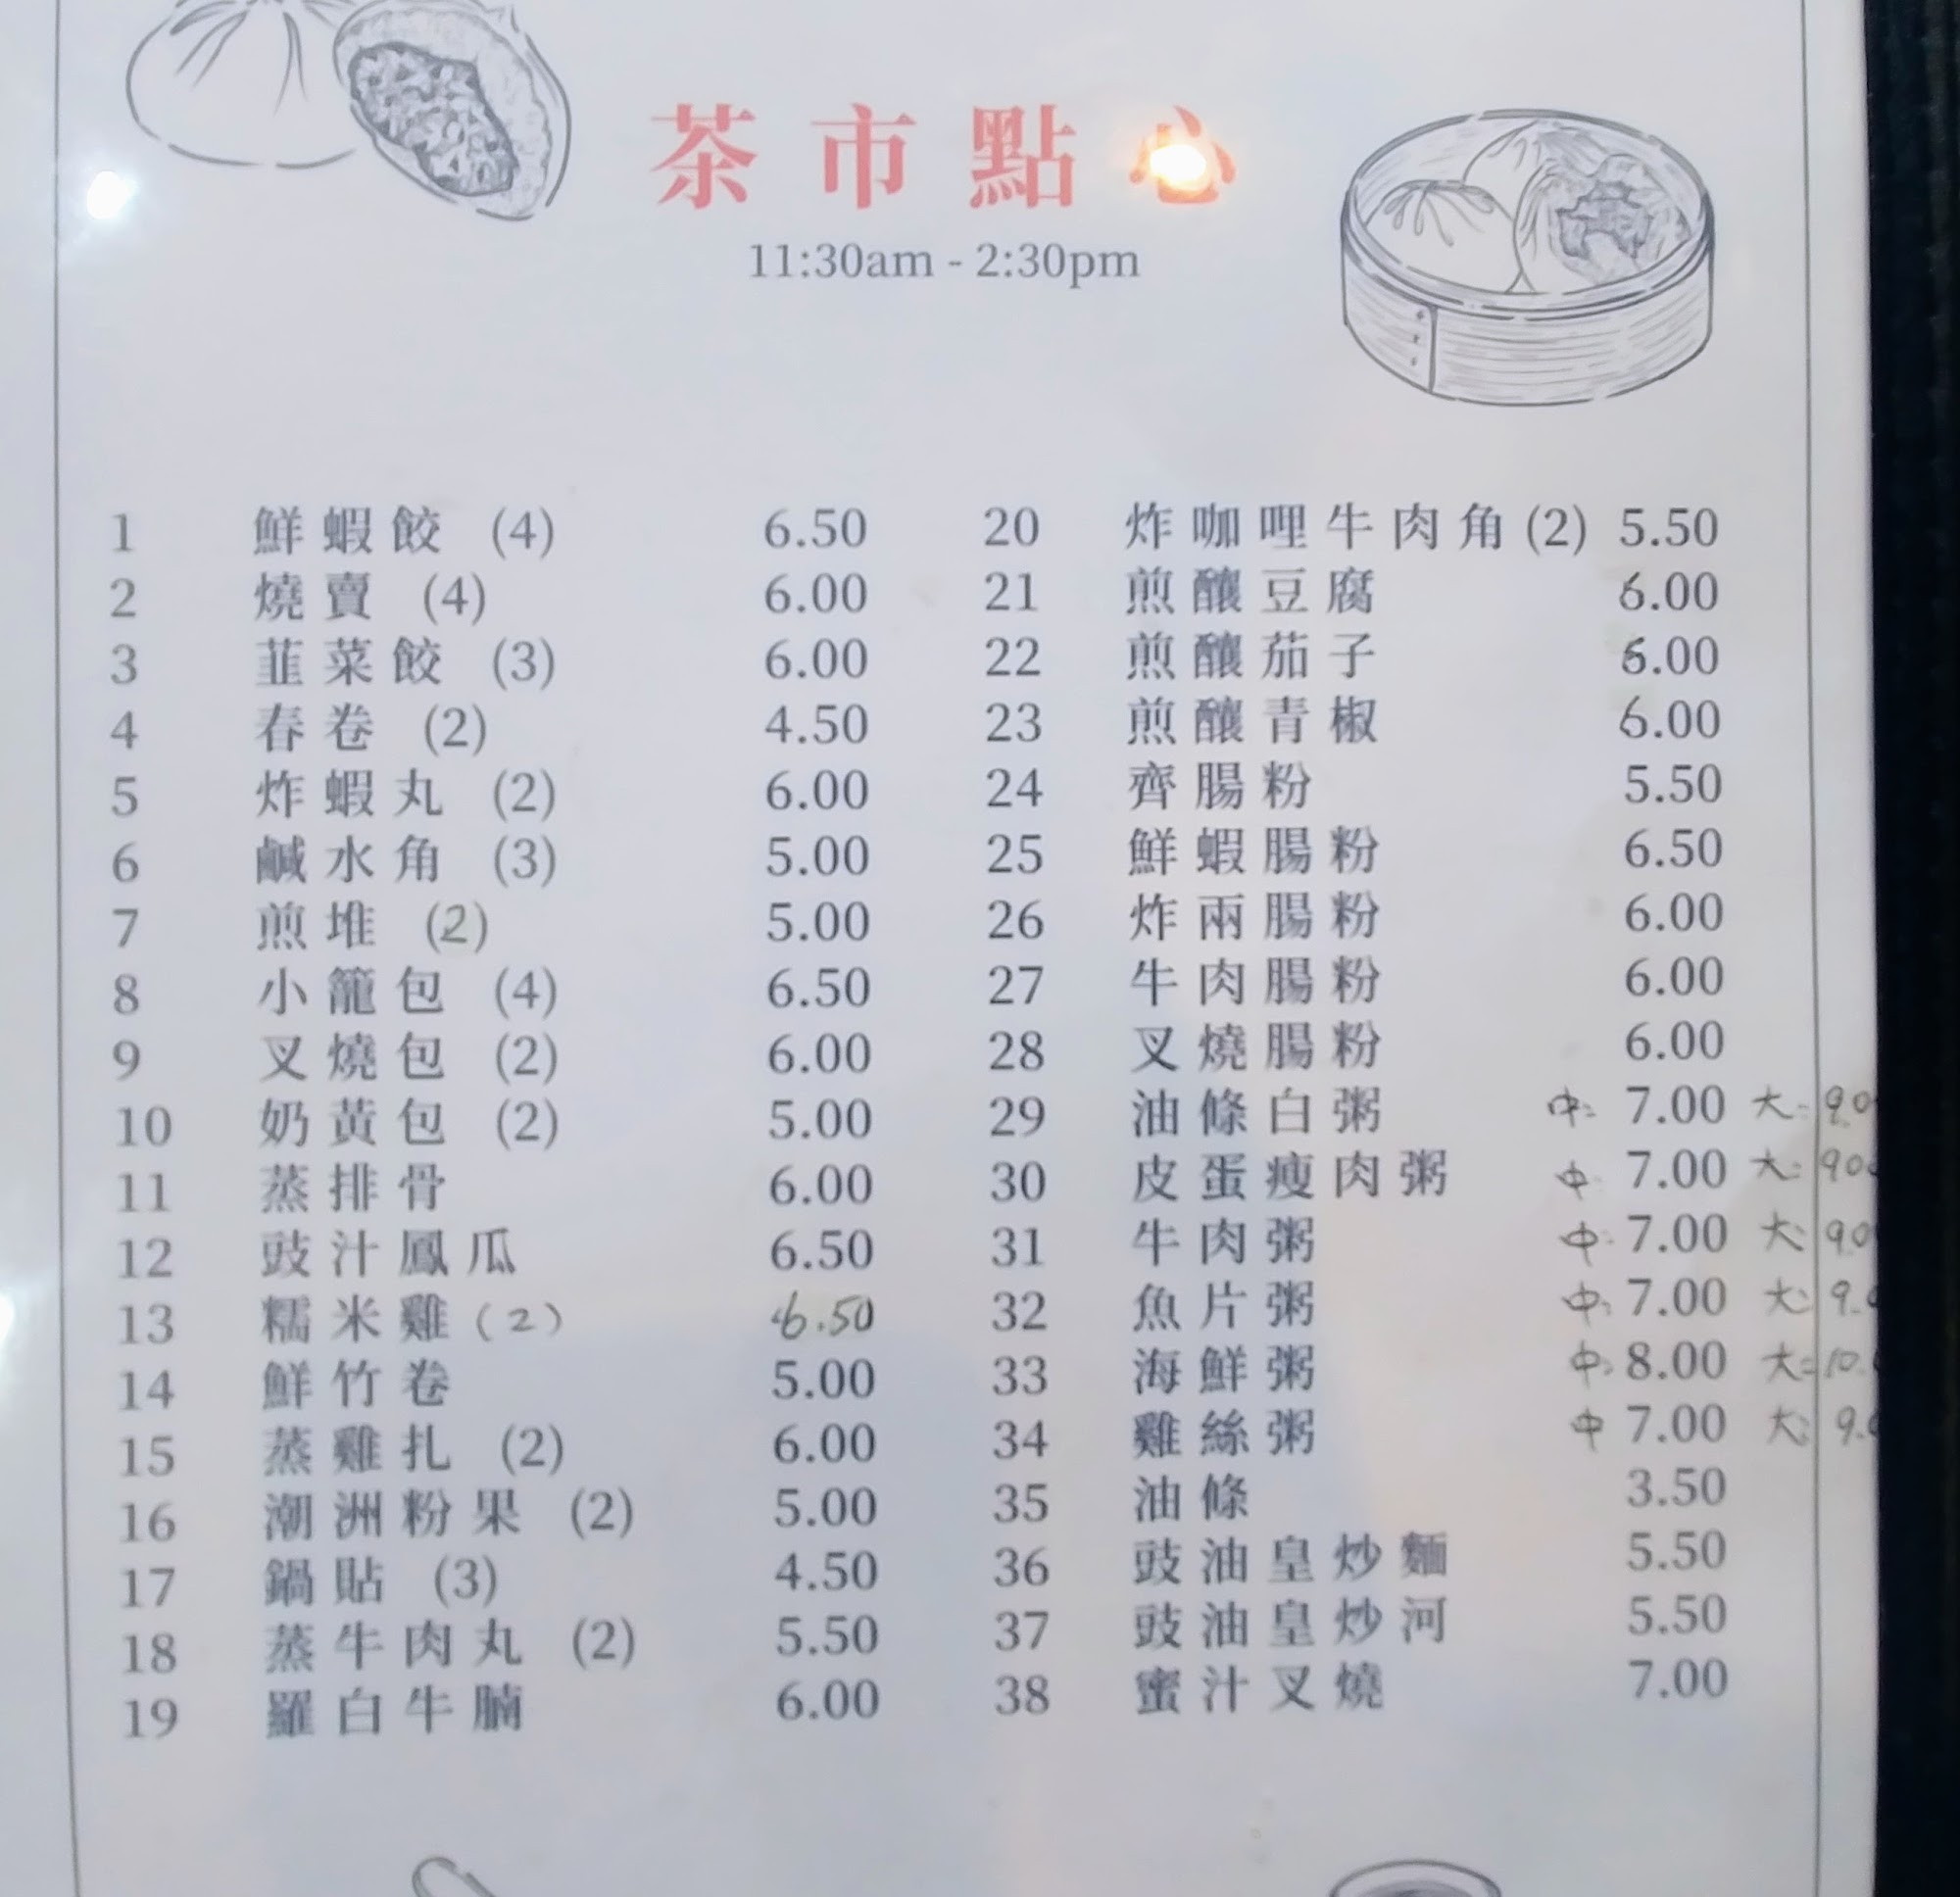 茶市點心
11:30am - 2:30pm
1 鮮蝦餃 (4) 6.50
2 燒賣 (4) 6.00
3 韮菜餃 (3) 6.00
4 春卷 (2) 4.50
5 炸蝦丸 (2) 6.00
6 鹹水角 (3) 5.00
7 煎堆 (2) 5.00
8 小籠包 (4) 6.50
9 叉燒包 (2) 6.00
10 奶黃包 (2) 5.00
11 蒸排骨 6.00
12 豉汁鳳瓜 6.50
13 糯米雞 (2) 6.50
14 鮮竹卷 5.00
15 蒸雞扎 (2) 6.00
16 潮洲粉果 (2) 5.00
17 鍋貼 (3) 4.50
18 蒸牛肉丸 (2) 5.50
19 羅白牛腩 6.00
20 炸咖哩牛肉角 (2) 5.50
21 煎釀豆腐 6.00
22 煎釀茄子 6.00
23 煎釀青椒 6.00
24 齊腸粉 5.50
25 鮮蝦腸粉 6.50
26 炸兩腸粉 6.00
27 牛肉腸粉 6.00
28 叉燒腸粉 6.00
29 油條白粥 中: 7.00 大: 9.0
30 皮蛋瘦肉粥 中 7.00 大: 90
31 牛肉粥 中: 7.00 大: 9.0
32 魚片粥 中: 7.00 大: 9.
33 海鮮粥 中: 8.00 大: 10.
34 雞絲粥 中 7.00 大: 9.
35 油條 3.50
36 豉油皇炒麵 5.50
37 豉油皇炒河 5.50
38 蜜汁叉燒 7.00